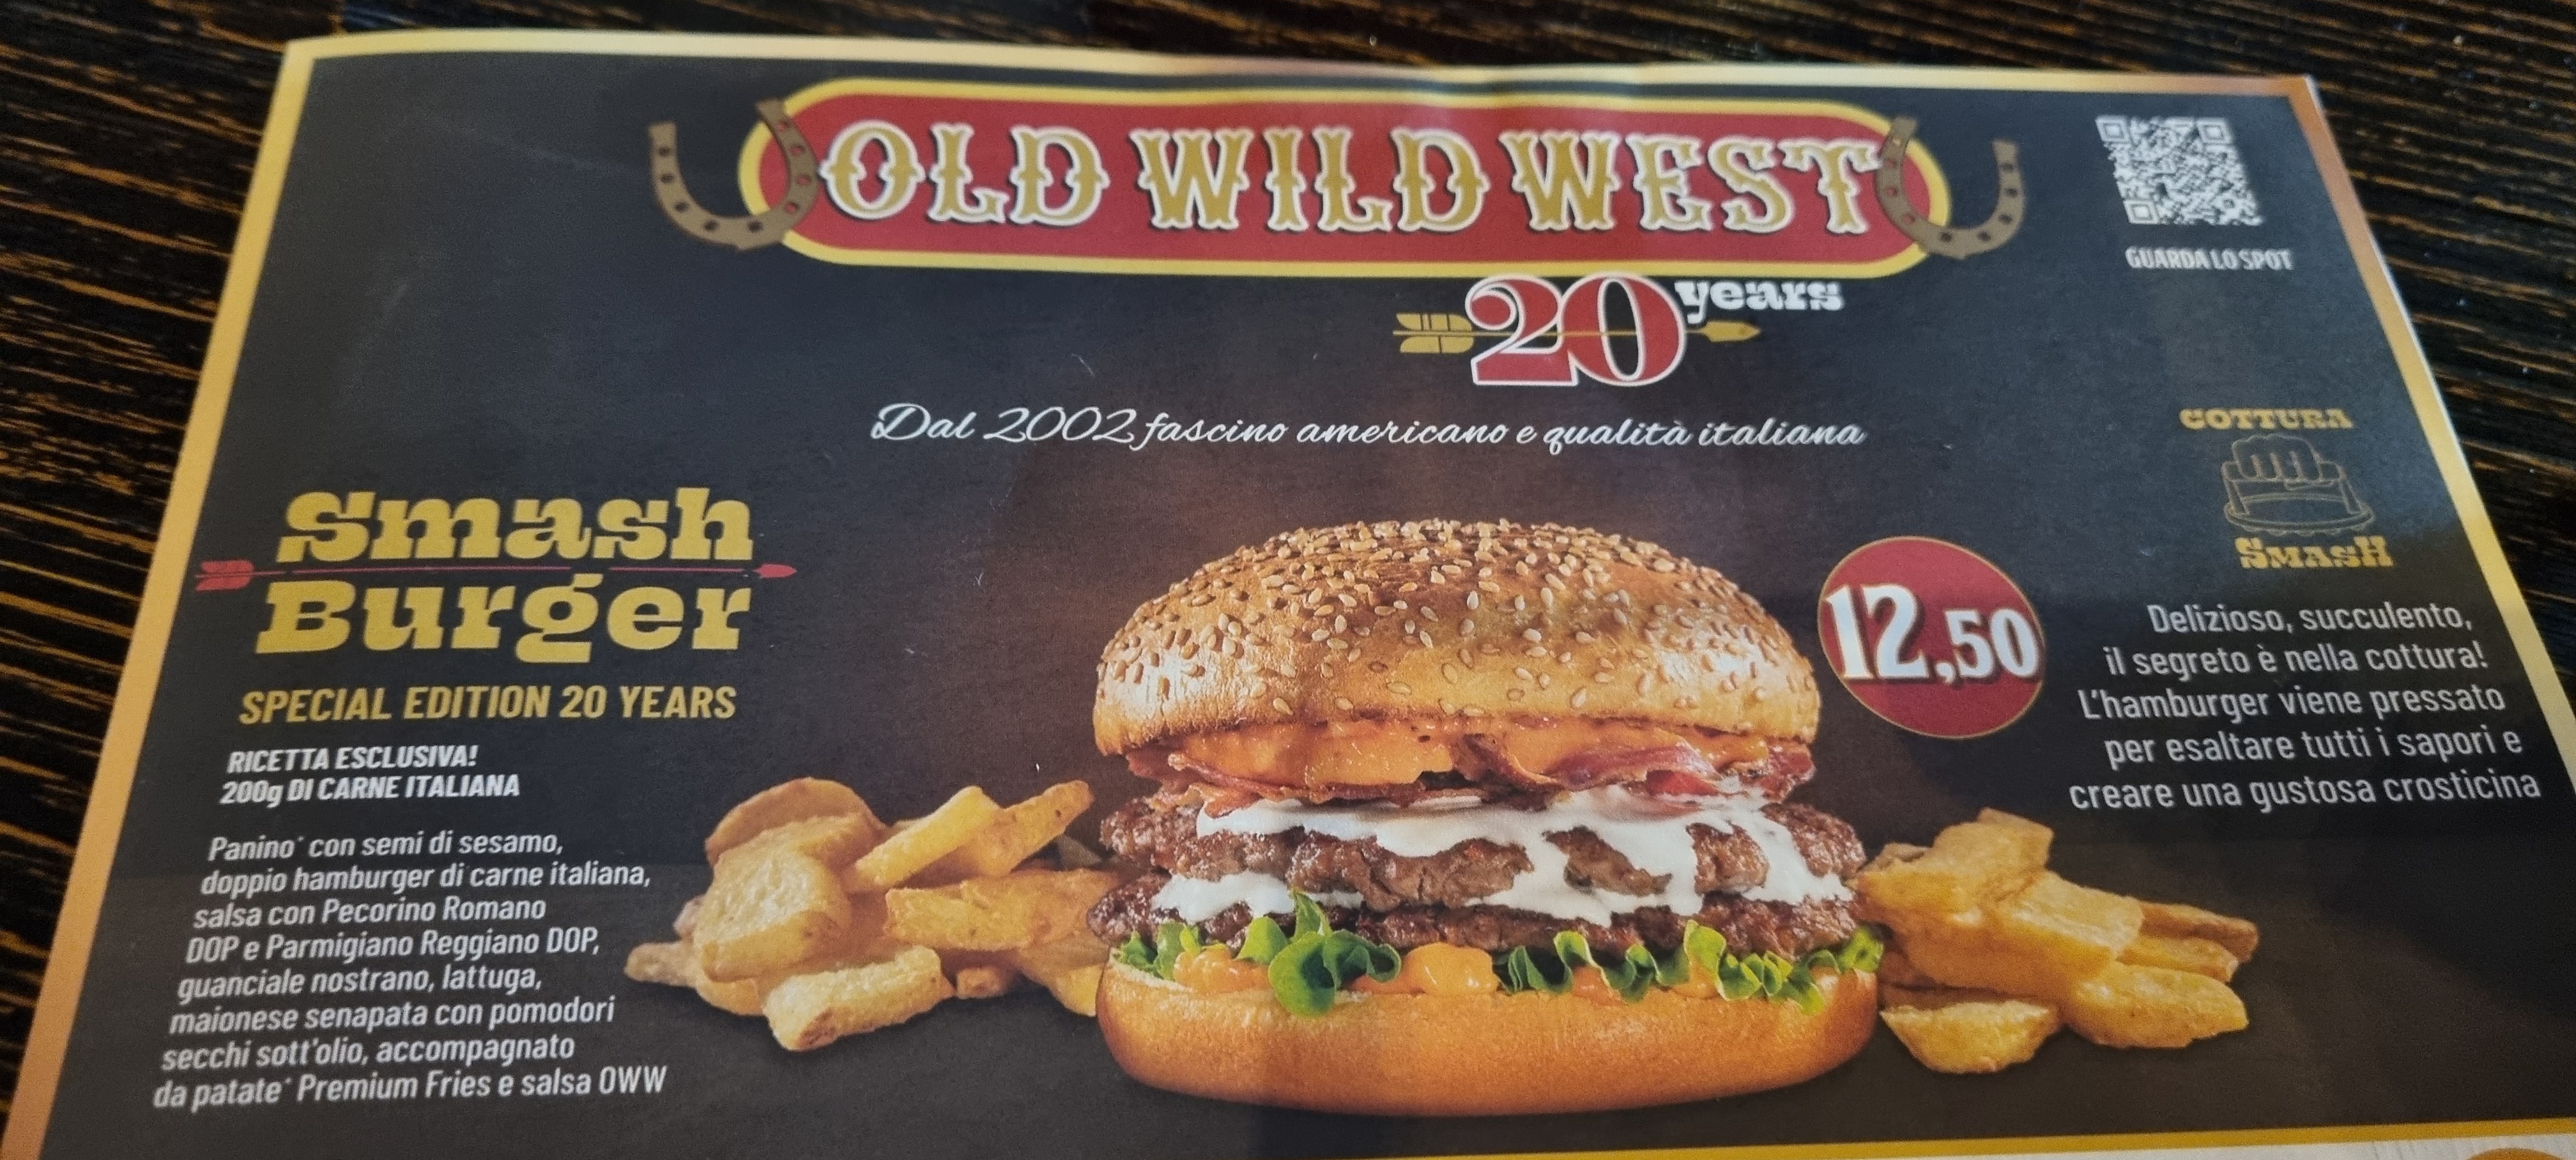 OLD WILD WEST
20 years
Dal 2002 fascino americano e qualità italiana
GUARDA LO SPOT
Smash
Burger
SPECIAL EDITION 20 YEARS
RICETTA ESCLUSIVA!
200g DI CARNE ITALIANA
Panino* con semi di sesamo,
doppio hamburger di carne italiana,
salsa con Pecorino Romano
DOP e Parmigiano Reggiano DOP,
guanciale nostrano, lattuga,
maionese senapata con pomodori
secchi sott'olio, accompagnato
da patate* Premium Fries e salsa OWW
12,50
COTTURA
SMASH
Delizioso, succulento,
il segreto è nella cottura!
L'hamburger viene pressato
per esaltare tutti i sapori e
creare una gustosa crosticina